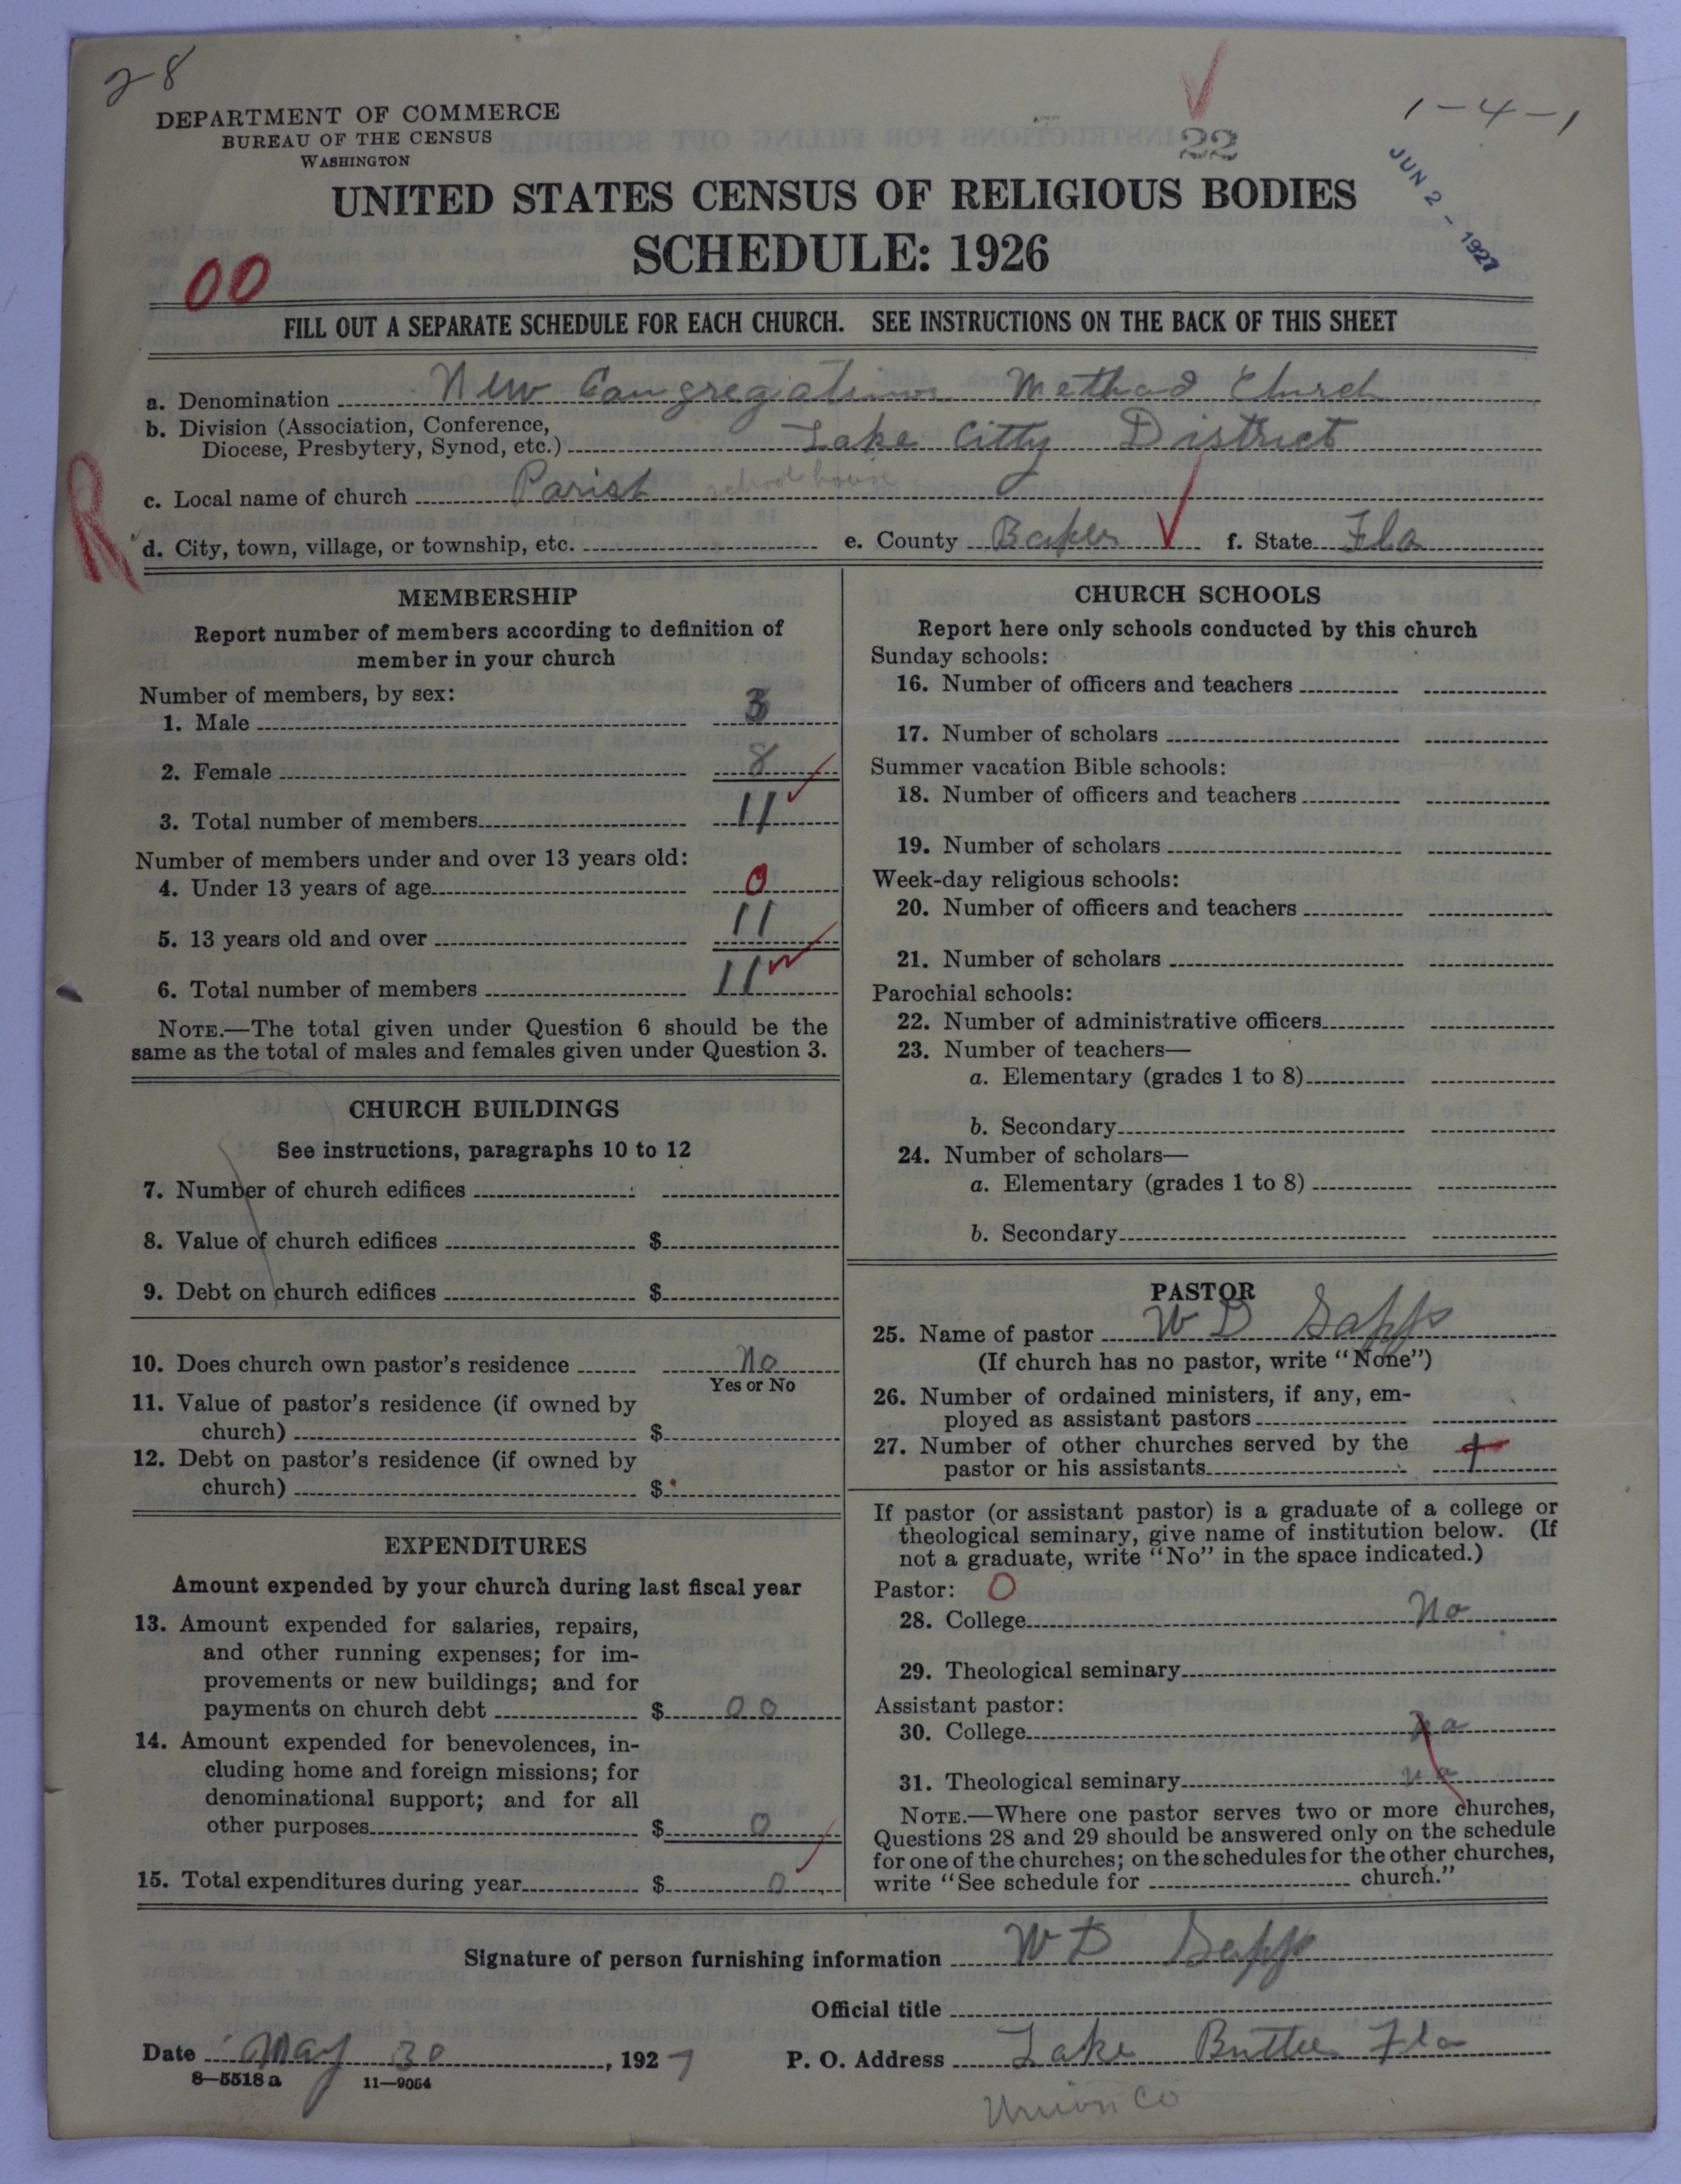 28
DEPARTMENT OF COMMERCE
BUREAU OF THE CENSUS
WASHINGTON
22
1-4-1
JUN 2 - 1927
UNITED STATES CENSUS OF RELIGIOUS BODIES
SCHEDULE: 1926
00
FILL OUT A SEPARATE SCHEDULE FOR EACH CHURCH. SEE INSTRUCTIONS ON THE BACK OF THIS SHEET
a. Denomination New Congregational Method Church
b. Division (Association, Conference,
Diocese, Presbytery, Synod, etc.) Lake Citty District
R
c. Local name of church Parish school house
d. City, town, village, or township, etc. e. County Baker f. State Fla
MEMBERSHIP
Report number of members according to definition of
member in your church
Number of members, by sex:
1. Male 3
2. Female 8
3. Total number of members 11
Number of members under and over 13 years old:
4. Under 13 years of age 0
5. 13 years old and over 11
6. Total number of members 11
NOTE.—The total given under Question 6 should be the
same as the total of males and females given under Question 3.
CHURCH BUILDINGS
See instructions, paragraphs 10 to 12
7. Number of church edifices
8. Value of church edifices $
9. Debt on church edifices $
10. Does church own pastor's residence No
Yes or No
11. Value of pastor's residence (if owned by
church) $
12. Debt on pastor's residence (if owned by
church) $
EXPENDITURES
Amount expended by your church during last fiscal year
13. Amount expended for salaries, repairs,
and other running expenses; for im-
provements or new buildings; and for
payments on church debt $ 00
14. Amount expended for benevolences, in-
cluding home and foreign missions; for
denominational support; and for all
other purposes $ 0
15. Total expenditures during year $ 0
CHURCH SCHOOLS
Report here only schools conducted by this church
Sunday schools:
16. Number of officers and teachers
17. Number of scholars
Summer vacation Bible schools:
18. Number of officers and teachers
19. Number of scholars
Week-day religious schools:
20. Number of officers and teachers
21. Number of scholars
Parochial schools:
22. Number of administrative officers
23. Number of teachers—
a. Elementary (grades 1 to 8)
b. Secondary
24. Number of scholars—
a. Elementary (grades 1 to 8)
b. Secondary
PASTOR
25. Name of pastor W D Sapps
(If church has no pastor, write "None")
26. Number of ordained ministers, if any, em-
ployed as assistant pastors
27. Number of other churches served by the
pastor or his assistants
If pastor (or assistant pastor) is a graduate of a college or
theological seminary, give name of institution below. (If
not a graduate, write "No" in the space indicated.)
Pastor: 0
28. College No
29. Theological seminary
Assistant pastor:
30. College no
31. Theological seminary no
NOTE.—Where one pastor serves two or more churches,
Questions 28 and 29 should be answered only on the schedule
for one of the churches; on the schedules for the other churches,
write "See schedule for church."
Signature of person furnishing information W D Sapps
Official title
Date May 30, 1927 P. O. Address Lake Buttler Fla
8—5518 a 11—9054
Union Co